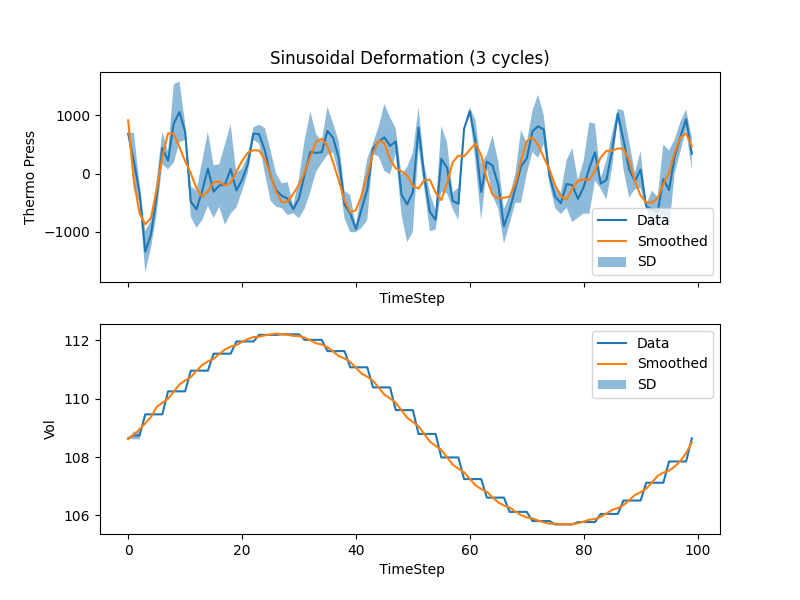 Sinusoidal Deformation (3 cycles)
Thermo Press
1000
0
−1000
Data
Smoothed
SD
TimeStep
Vol
112
110
108
106
Data
Smoothed
SD
0 20 40 60 80 100
TimeStep